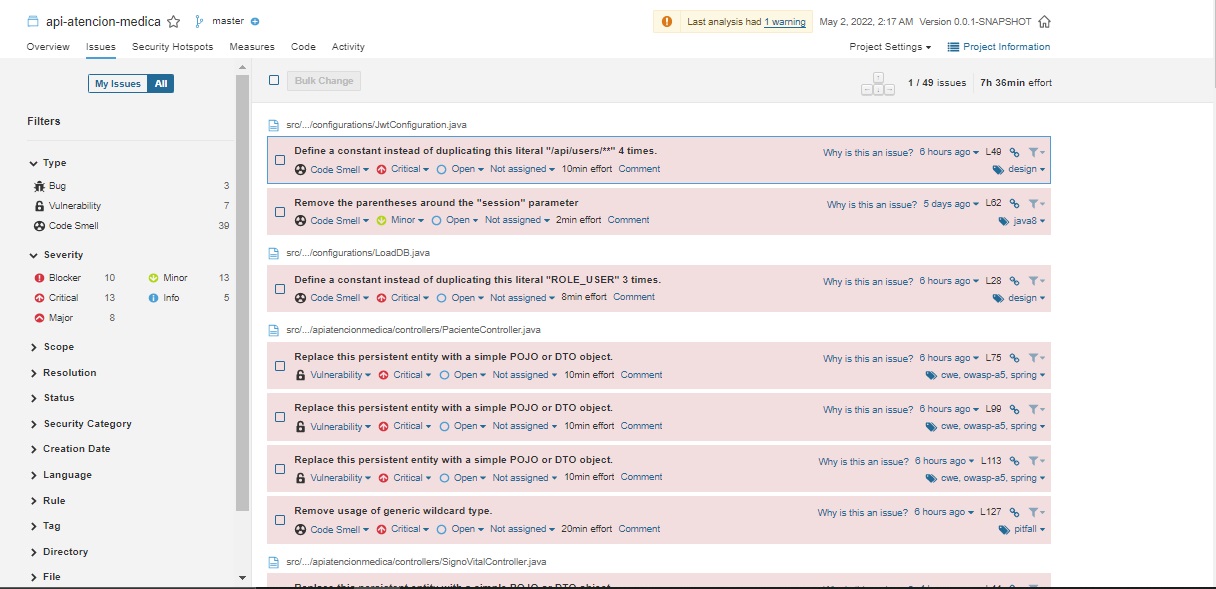 api-atencion-medica master Last analysis had 1 warning May 2, 2022, 2:17 AM Version 0.0.1-SNAPSHOT
Overview Issues Security Hotspots Measures Code Activity Project Settings Project Information
My Issues All
Bulk Change 1 / 49 issues 7h 36min effort
Filters
Type
Bug 3
Vulnerability 7
Code Smell 39
Severity
Blocker 10 Minor 13
Critical 13 Info 5
Major 8
Scope
Resolution
Status
Security Category
Creation Date
Language
Rule
Tag
Directory
File
src/.../configurations/JwtConfiguration.java
Define a constant instead of duplicating this literal "/api/users/**" 4 times. Why is this an issue? 6 hours ago L49
Code Smell Critical Open Not assigned 10min effort Comment design
Remove the parentheses around the "session" parameter Why is this an issue? 5 days ago L62
Code Smell Minor Open Not assigned 2min effort Comment java8
src/.../configurations/LoadDB.java
Define a constant instead of duplicating this literal "ROLE_USER" 3 times. Why is this an issue? 6 hours ago L28
Code Smell Critical Open Not assigned 8min effort Comment design
src/.../apiatencionmedica/controllers/PacienteController.java
Replace this persistent entity with a simple POJO or DTO object. Why is this an issue? 6 hours ago L75
Vulnerability Critical Open Not assigned 10min effort Comment cwe, owasp-a5, spring
Replace this persistent entity with a simple POJO or DTO object. Why is this an issue? 6 hours ago L99
Vulnerability Critical Open Not assigned 10min effort Comment cwe, owasp-a5, spring
Replace this persistent entity with a simple POJO or DTO object. Why is this an issue? 6 hours ago L113
Vulnerability Critical Open Not assigned 10min effort Comment cwe, owasp-a5, spring
Remove usage of generic wildcard type. Why is this an issue? 6 hours ago L127
Code Smell Critical Open Not assigned 20min effort Comment pitfall
src/.../apiatencionmedica/controllers/SignoVitalController.java
Replace this persistent entity with a simple POJO or DTO object.